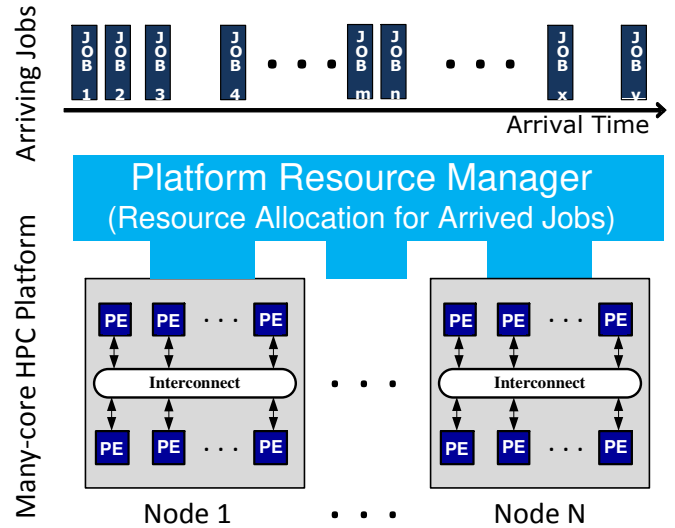 Arriving Jobs
JOB 1 JOB 2 JOB 3 JOB 4 . . . JOB m JOB n . . . JOB x JOB y
Arrival Time
Platform Resource Manager
(Resource Allocation for Arrived Jobs)
Many-core HPC Platform
PE PE . . . PE PE PE . . . PE
Interconnect . . . Interconnect
PE PE . . . PE PE PE . . . PE
Node 1 . . . Node N